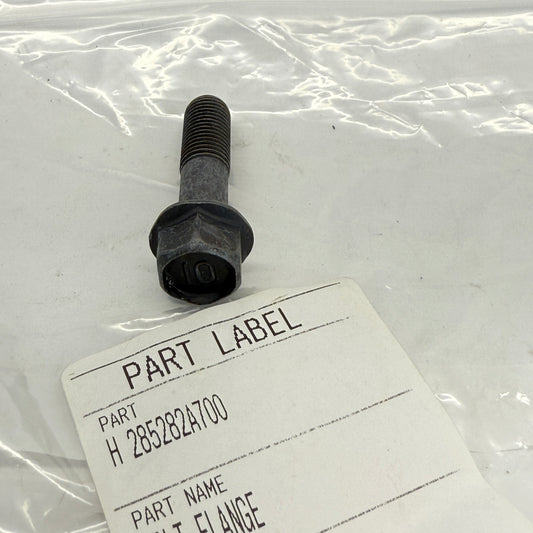 10
PART LABEL
PART
H 285282A700
PART NAME
FLANGE